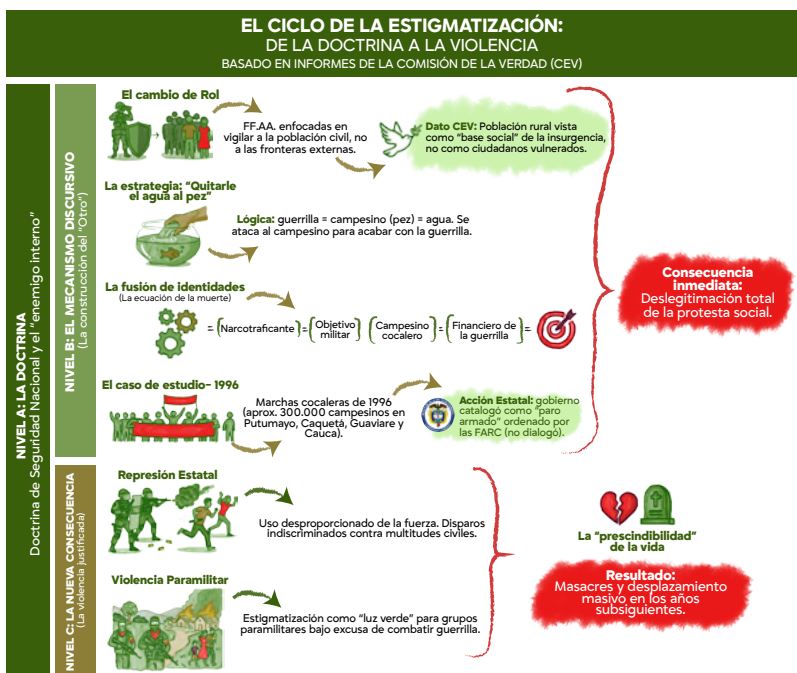 EL CICLO DE LA ESTIGMATIZACIÓN:
DE LA DOCTRINA A LA VIOLENCIA
BASADO EN INFORMES DE LA COMISIÓN DE LA VERDAD (CEV)
NIVEL A: LA DOCTRINA
Doctrina de Seguridad Nacional y el "enemigo interno"
NIVEL B: EL MECANISMO DISCURSIVO
(La construcción del "Otro")
El cambio de Rol
FF.AA. enfocadas en
vigilar a la población civil, no
a las fronteras externas.
Dato CEV: Población rural vista
como "base social" de la insurgencia,
no como ciudadanos vulnerados.
La estrategia: "Quitarle
el agua al pez"
Lógica: guerrilla = campesino (pez) = agua. Se
ataca al campesino para acabar con la guerrilla.
La fusión de identidades
(La ecuación de la muerte)
= {Narcotraficante} = {Objetivo
militar} {Campesino
cocalero} = {Financiero de
la guerrilla} =
El caso de estudio- 1996
Marchas cocaleras de 1996
(aprox. 300.000 campesinos en
Putumayo, Caquetá, Guaviare y
Cauca).
Acción Estatal: gobierno
catalogó como "paro
armado" ordenado por
las FARC (no dialogó).
Consecuencia
inmediata:
Deslegitimación total
de la protesta social.
NIVEL C: LA NUEVA CONSECUENCIA
(La violencia justificada)
Represión Estatal
Uso desproporcionado de la fuerza. Disparos
indiscriminados contra multitudes civiles.
Violencia Paramilitar
Estigmatización como "luz verde" para grupos
paramilitares bajo excusa de combatir guerrilla.
La "prescindibilidad"
de la vida
Resultado:
Masacres y desplazamiento
masivo en los años
subsiguientes.